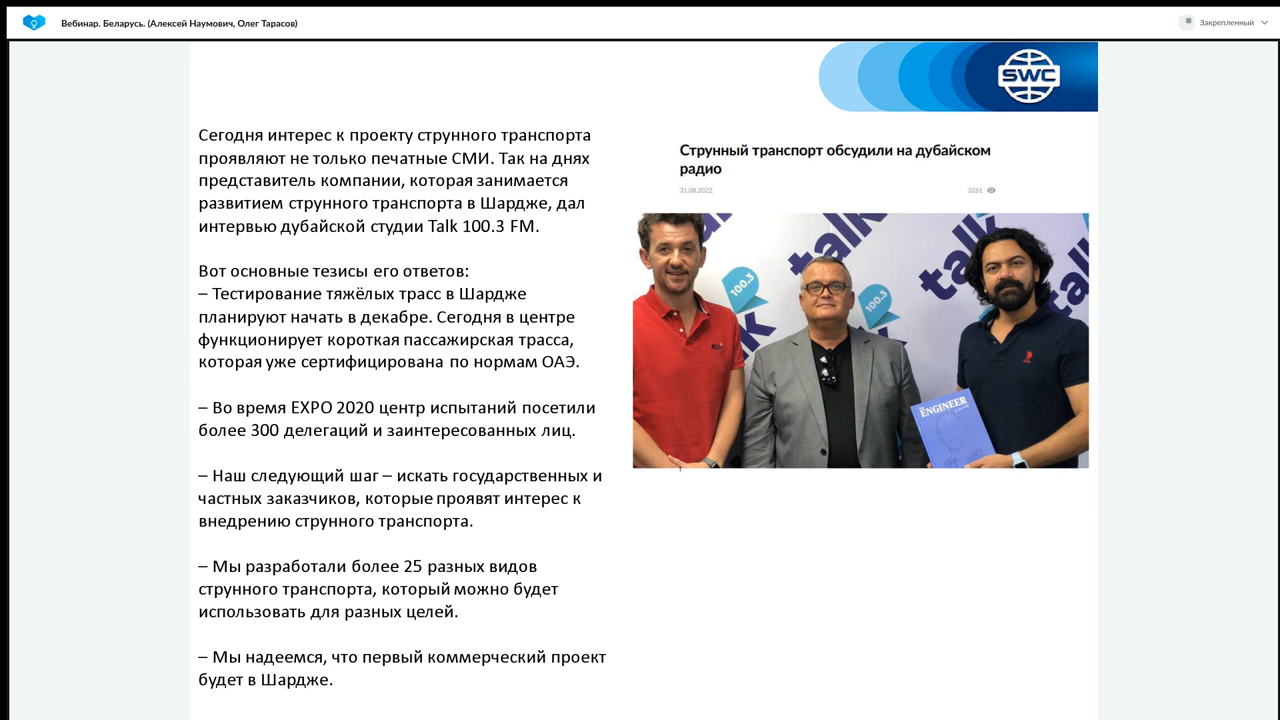 Вебинар. Беларусь. (Алексей Наумович, Олег Тарасов)
Закрепленный
SWC
Сегодня интерес к проекту струнного транспорта
проявляют не только печатные СМИ. Так на днях
представитель компании, которая занимается
развитием струнного транспорта в Шардже, дал
интервью дубайской студии Talk 100.3 FM.
Вот основные тезисы его ответов:
– Тестирование тяжёлых трасс в Шардже
планируют начать в декабре. Сегодня в центре
функционирует короткая пассажирская трасса,
которая уже сертифицирована по нормам ОАЭ.
– Во время EXPO 2020 центр испытаний посетили
более 300 делегаций и заинтересованных лиц.
– Наш следующий шаг – искать государственных и
частных заказчиков, которые проявят интерес к
внедрению струнного транспорта.
– Мы разработали более 25 разных видов
струнного транспорта, который можно будет
использовать для разных целей.
– Мы надеемся, что первый коммерческий проект
будет в Шардже.
Струнный транспорт обсудили на дубайском
радио
31.08.2022
3261
talk
100.3
talk
100.3
talk
ENGINEER